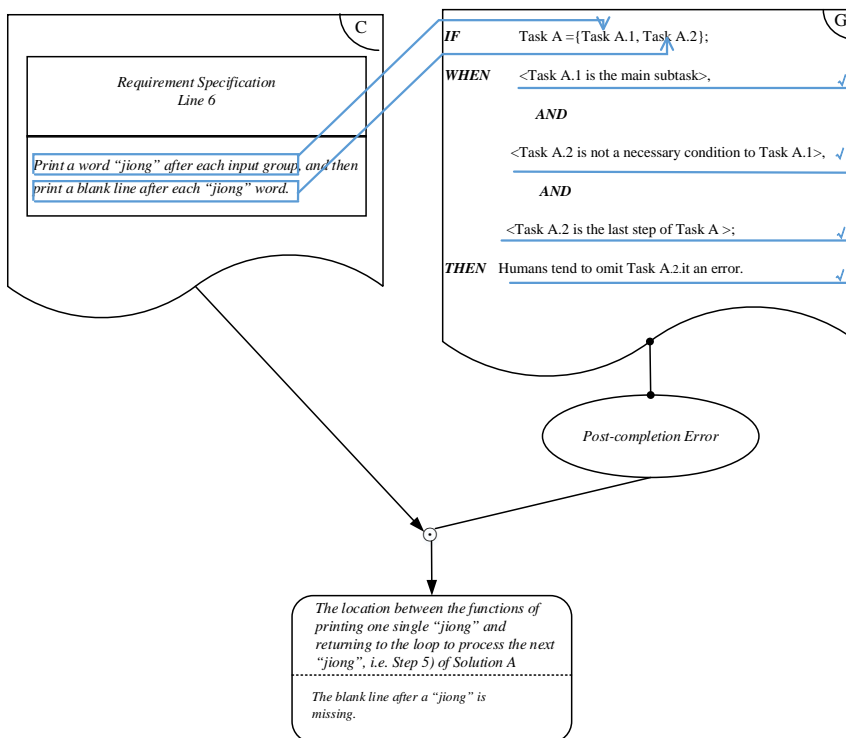 C
Requirement Specification
Line 6
Print a word “jiong” after each input group, and then
print a blank line after each “jiong” word.
G
IF Task A ={Task A.1, Task A.2};
WHEN <Task A.1 is the main subtask>, √
AND
<Task A.2 is not a necessary condition to Task A.1>, √
AND
<Task A.2 is the last step of Task A >; √
THEN Humans tend to omit Task A.2.it an error. √
Post-completion Error
The location between the functions of
printing one single “jiong” and
returning to the loop to process the next
“jiong”, i.e. Step 5) of Solution A
The blank line after a “jiong” is
missing.